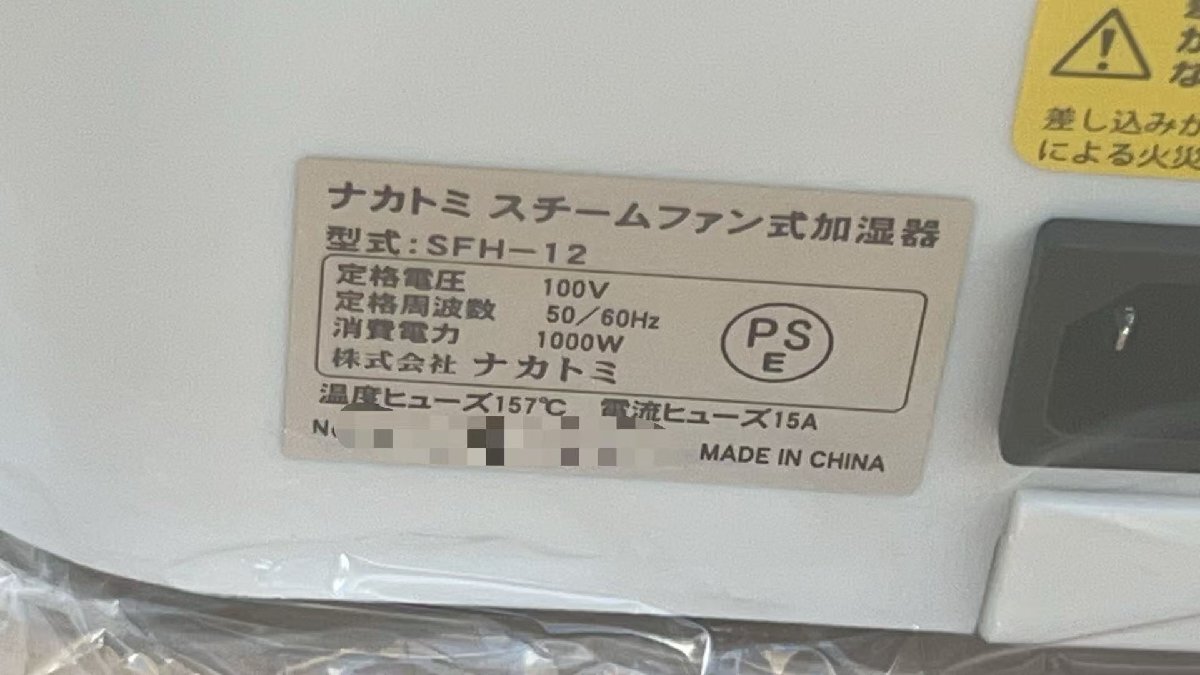 ナカトミ スチームファン式加湿器
型式:SFH-12
定格電圧 100V
定格周波数 50/60Hz
消費電力 1000W
株式会社 ナカトミ
PS
E
温度ヒューズ157℃ 電流ヒューズ15A
MADE IN CHINA
差し込みが
による火災